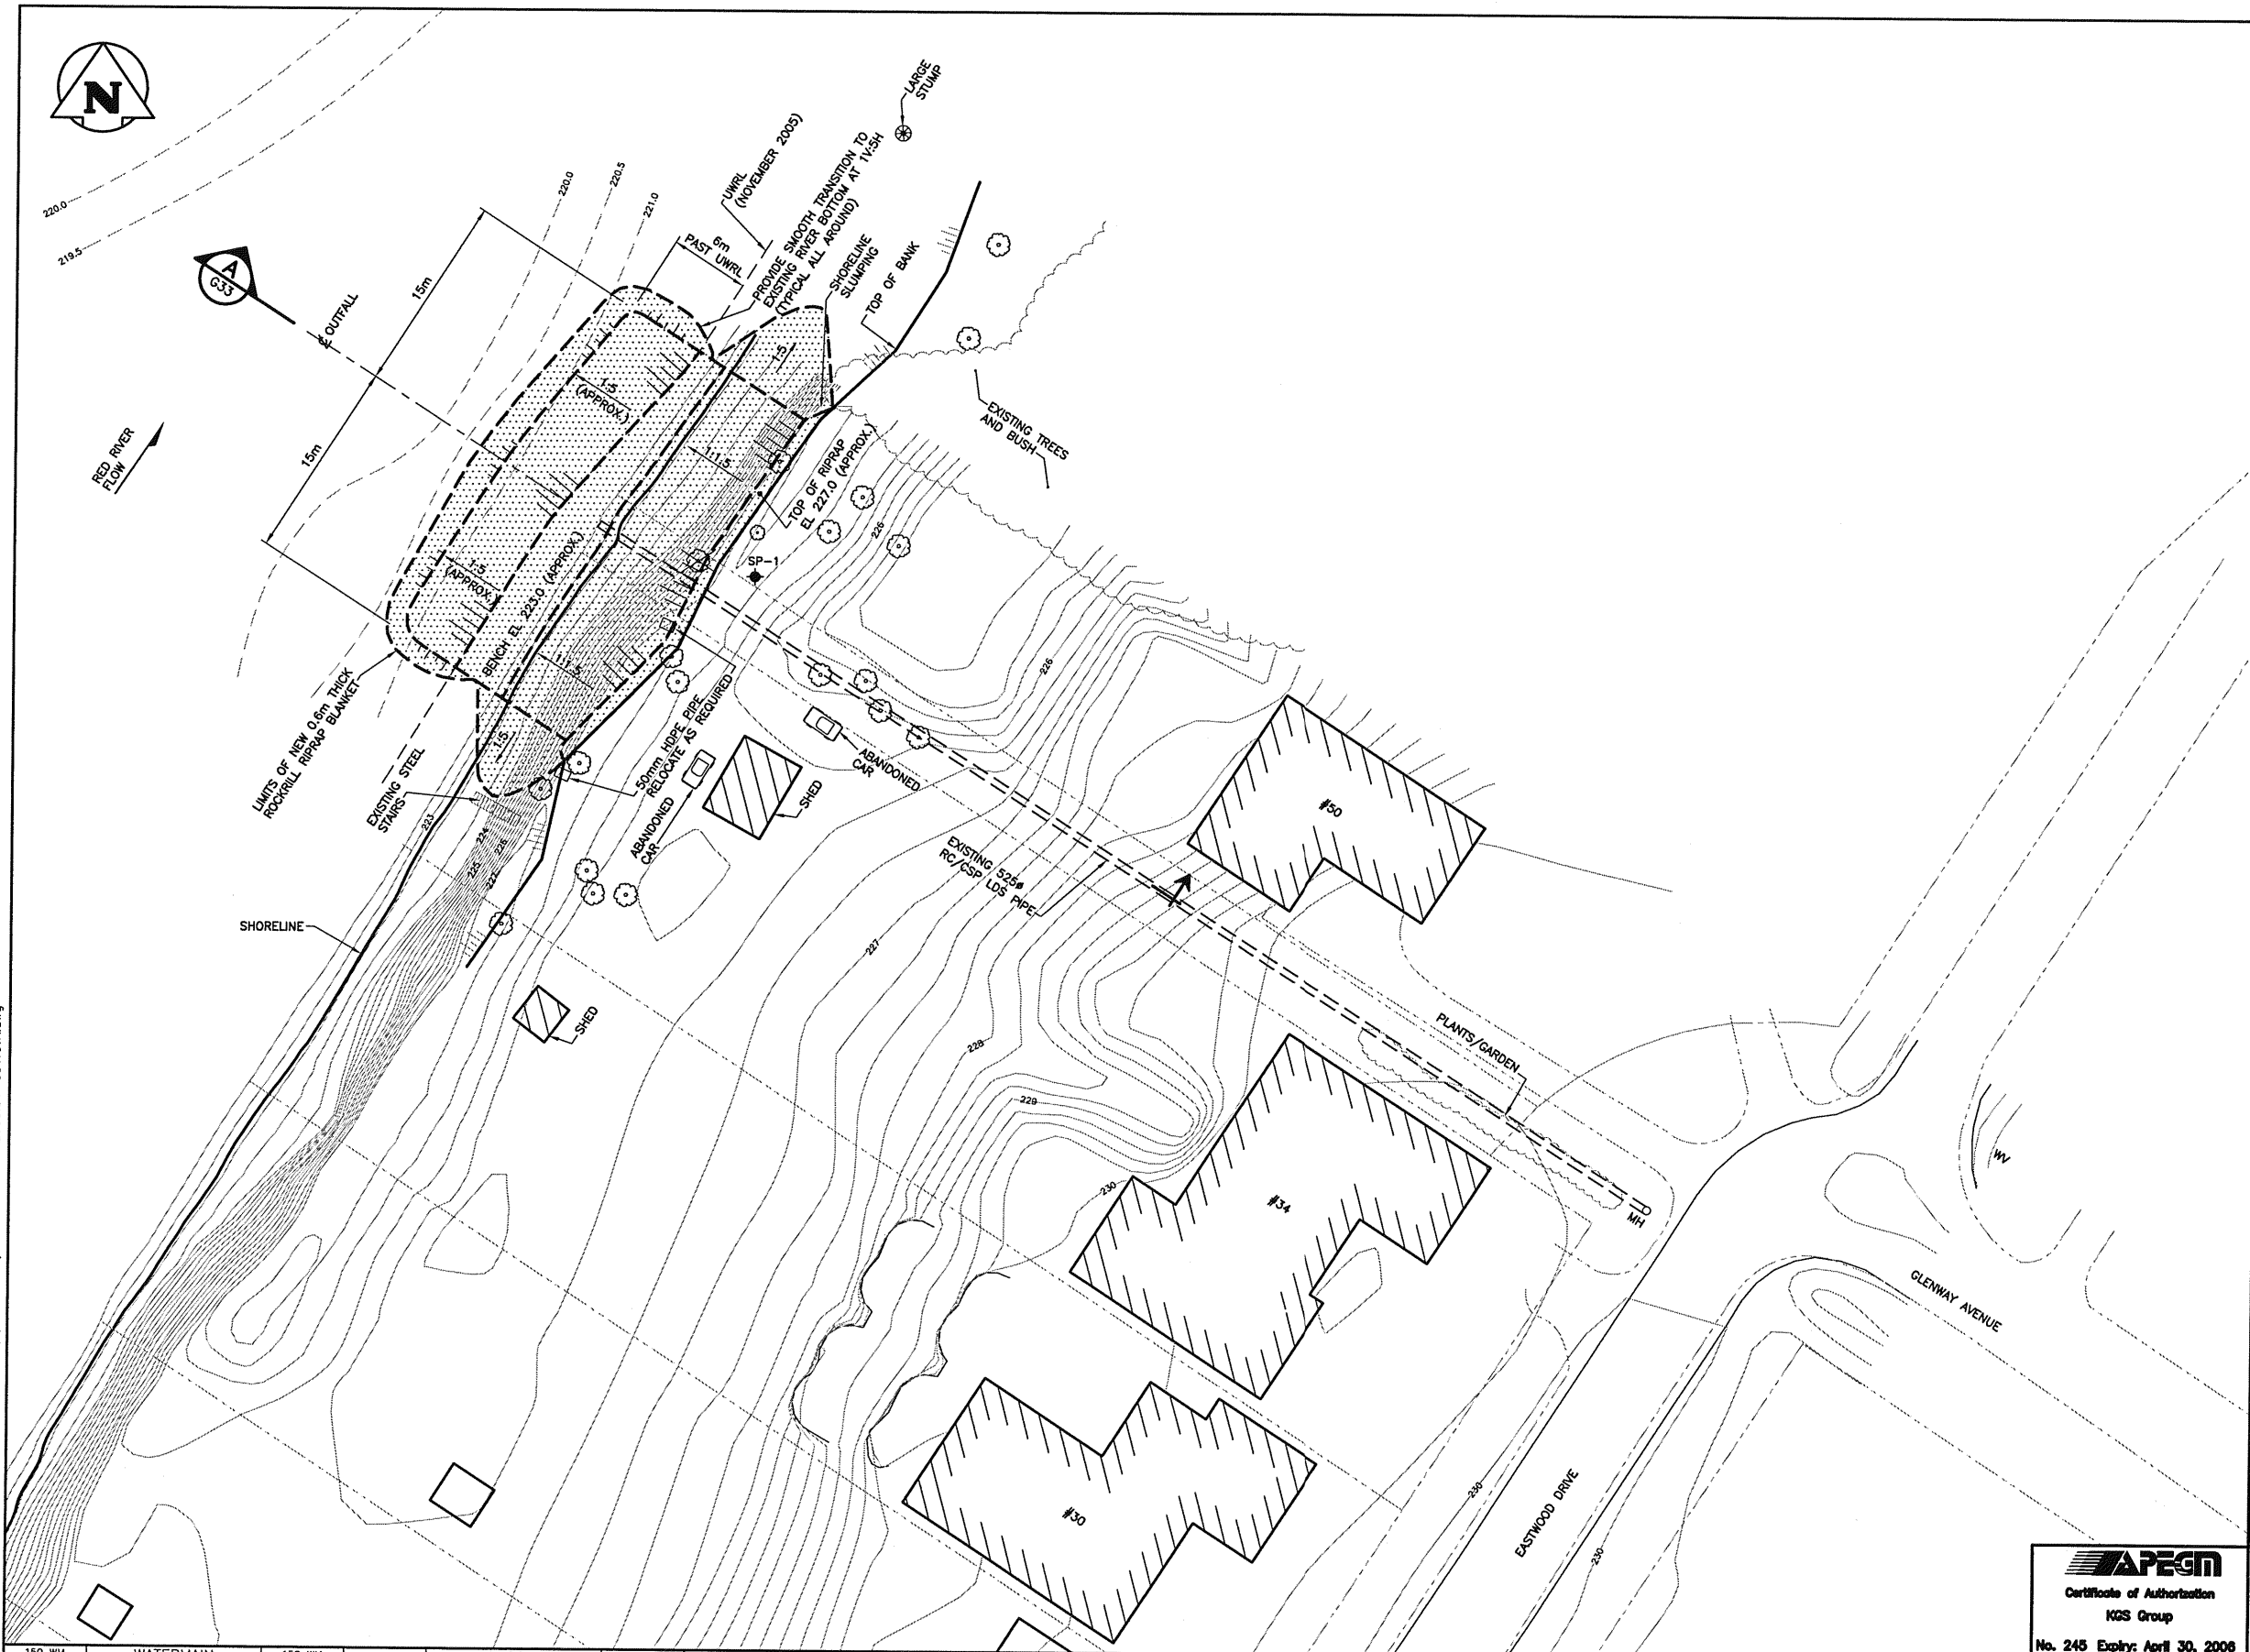 N
LARGE
STUMP
UWRL
(NOVEMBER 2005)
PROVIDE SMOOTH TRANSITION TO
EXISTING RIVER BOTTOM AT 1V:5H
(TYPICAL ALL AROUND)
6m
PAST UWRL
SHORELINE
SLUMPING
TOP OF BANK
220.0
220.5
221.0
220.0
219.5
A
G33
℄ OUTFALL
15m
15m
RED RIVER
FLOW
1:5
(APPROX.)
1:5
1:1.5
TOP OF RIPRAP
EL 227.0 (APPROX.)
EXISTING TREES
AND BUSH
226
SP-1
1:5
(APPROX.)
BENCH EL 223.0 (APPROX.)
1:1.5
1:5
226
LIMITS OF NEW 0.6m THICK
ROCKRILL RIPRAP BLANKET
EXISTING STEEL
STAIRS
50mm HDPE PIPE
RELOCATE AS REQUIRED
ABANDONED
CAR
ABANDONED
CAR
SHED
223
224
225
226
227
#50
EXISTING 525ø
RC/CSP LDS PIPE
SHORELINE
227
SHED
228
PLANTS/GARDEN
229
230
#34
MH
WV
GLENWAY AVENUE
#30
EASTWOOD DRIVE
230
230
APEGM
Certificate of Authorization
KGS Group
No. 245 Expiry: April 30, 2006
150 WM
WATERMAIN